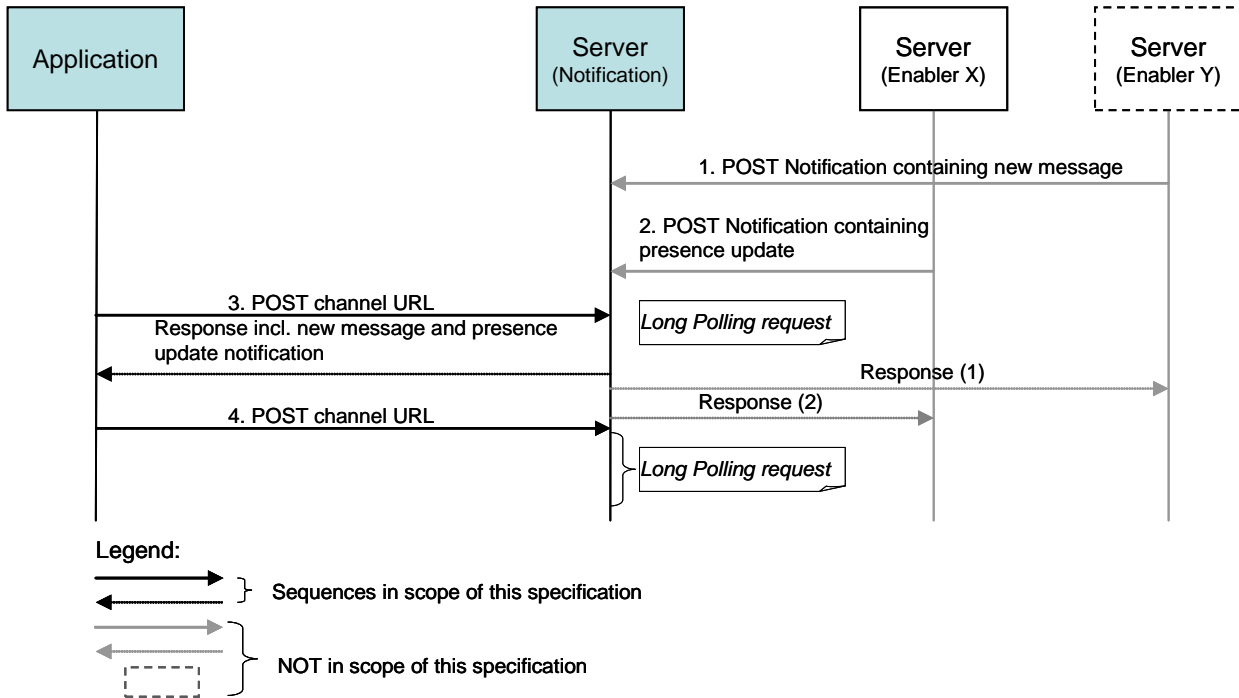 Application
Server
(Notification)
Server
(Enabler X)
Server
(Enabler Y)
1. POST Notification containing new message
2. POST Notification containing
presence update
3. POST channel URL
Long Polling request
Response incl. new message and presence
update notification
Response (1)
Response (2)
4. POST channel URL
Long Polling request
Legend:
Sequences in scope of this specification
NOT in scope of this specification